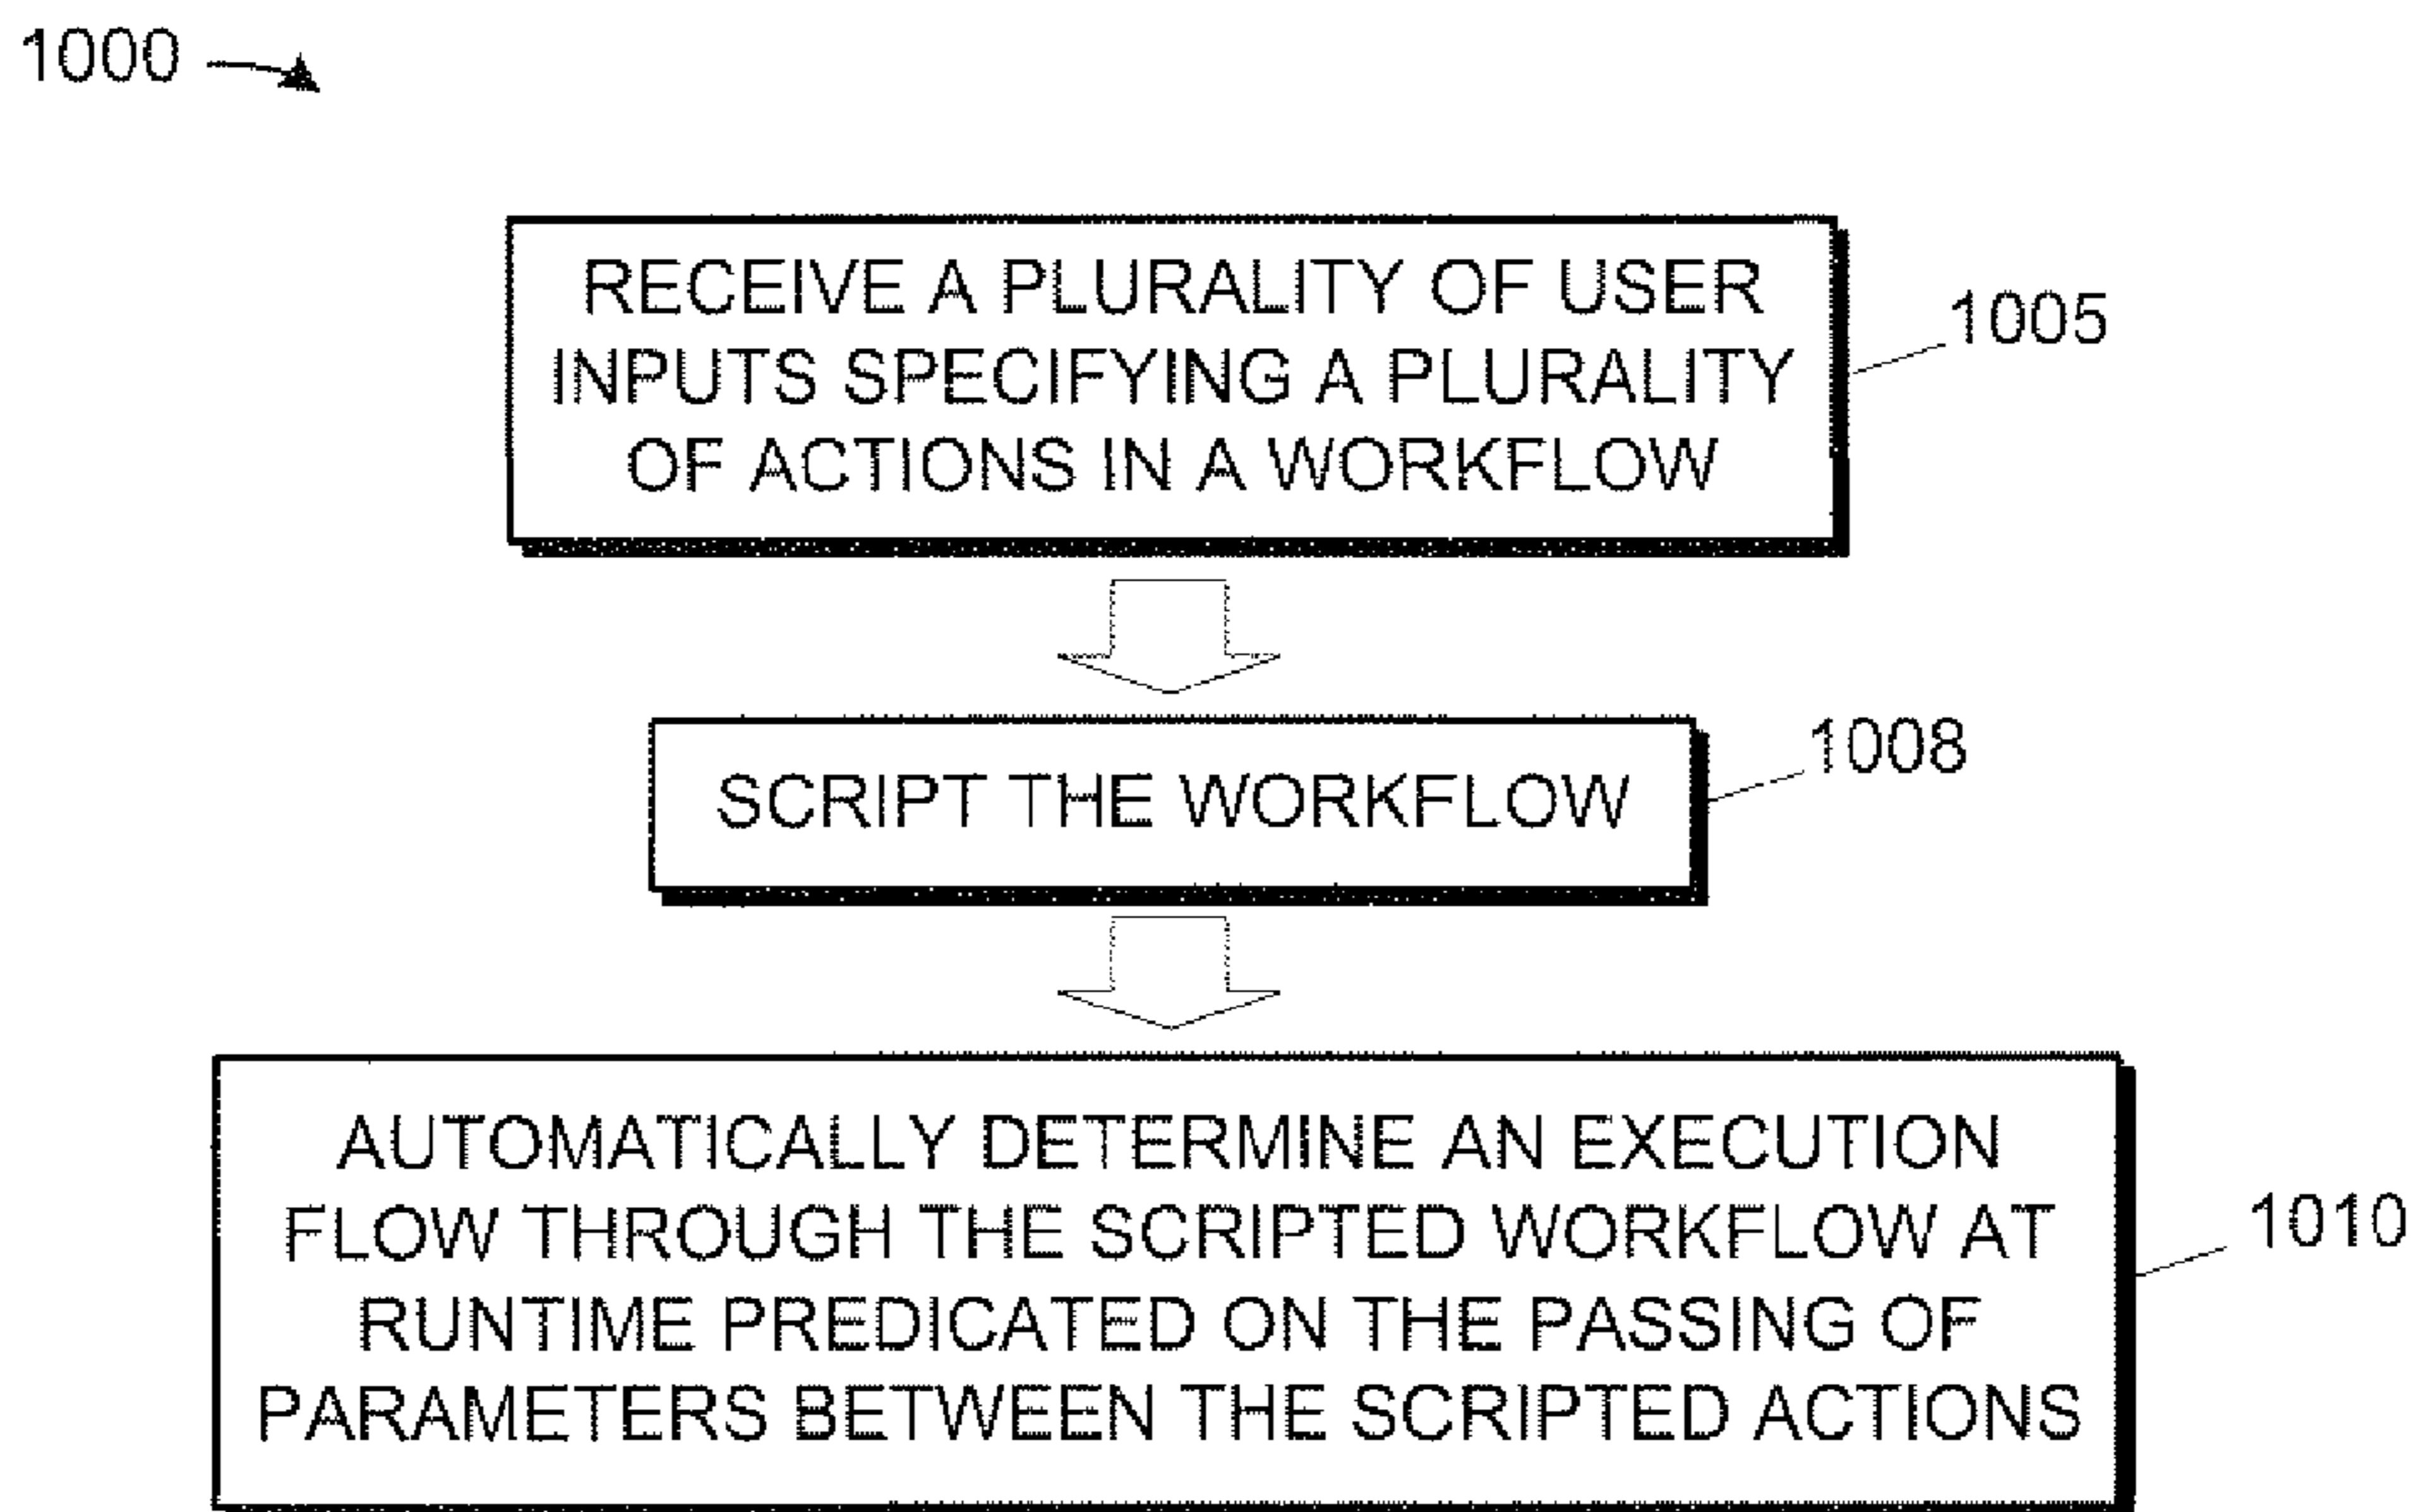 1000
RECEIVE A PLURALITY OF USER
INPUTS SPECIFYING A PLURALITY
OF ACTIONS IN A WORKFLOW
1005
SCRIPT THE WORKFLOW
1008
AUTOMATICALLY DETERMINE AN EXECUTION
FLOW THROUGH THE SCRIPTED WORKFLOW AT
RUNTIME PREDICATED ON THE PASSING OF
PARAMETERS BETWEEN THE SCRIPTED ACTIONS
1010